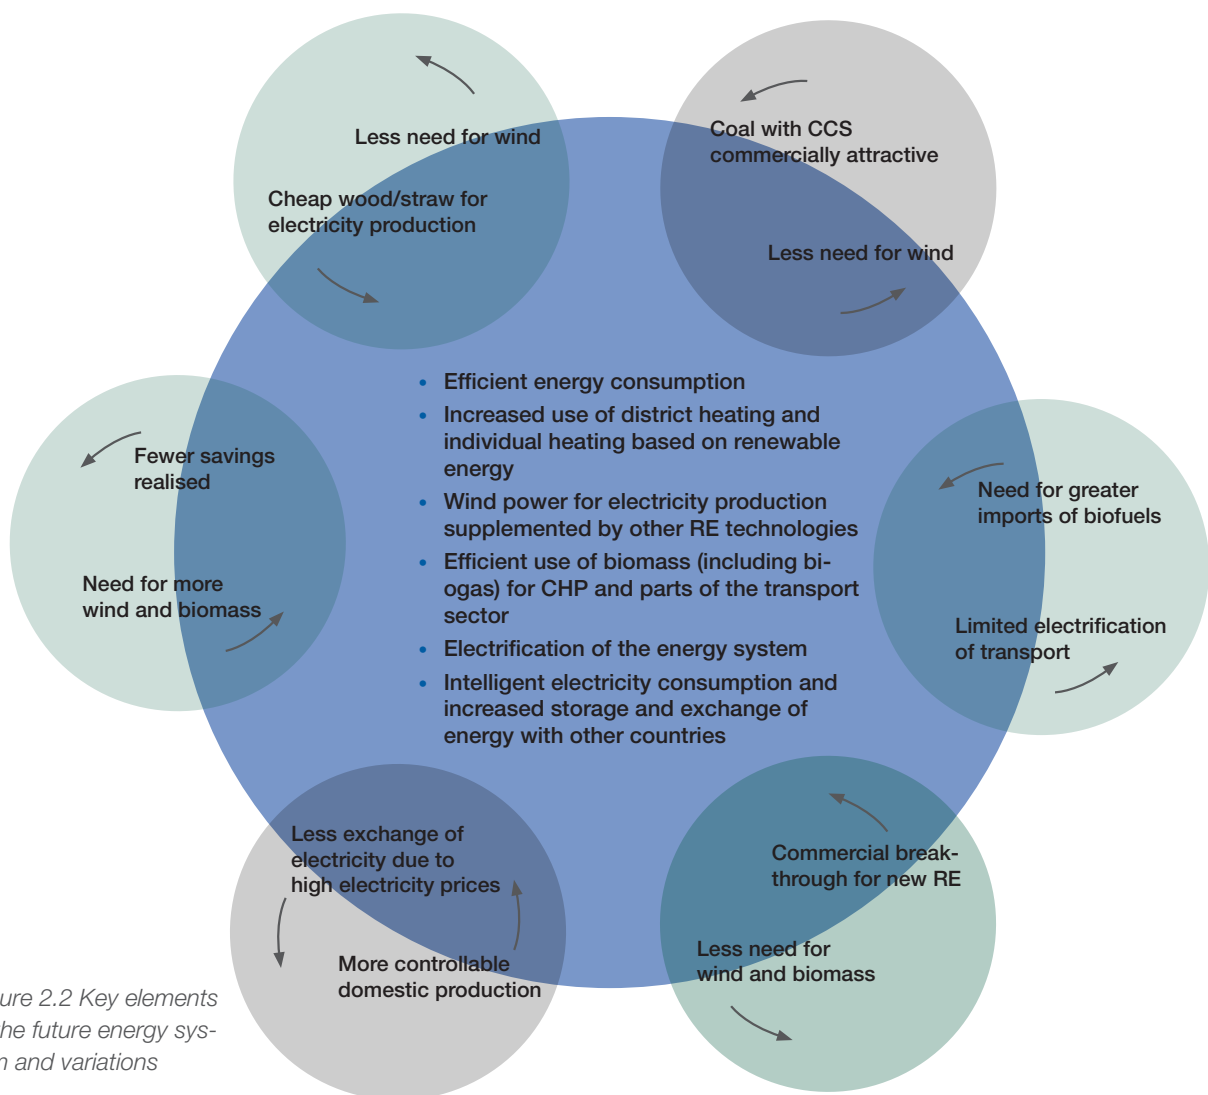 Less need for wind
Cheap wood/straw for
electricity production
Coal with CCS
commercially attractive
Less need for wind
Fewer savings
realised
Need for more
wind and biomass
• Efficient energy consumption
• Increased use of district heating and
individual heating based on renewable
energy
• Wind power for electricity production
supplemented by other RE technologies
• Efficient use of biomass (including bi-
ogas) for CHP and parts of the transport
sector
• Electrification of the energy system
• Intelligent electricity consumption and
increased storage and exchange of
energy with other countries
Need for greater
imports of biofuels
Limited electrification
of transport
Less exchange of
electricity due to
high electricity prices
More controllable
domestic production
Commercial break-
through for new RE
Less need for
wind and biomass
ure 2.2 Key elements
the future energy sys-
and variations